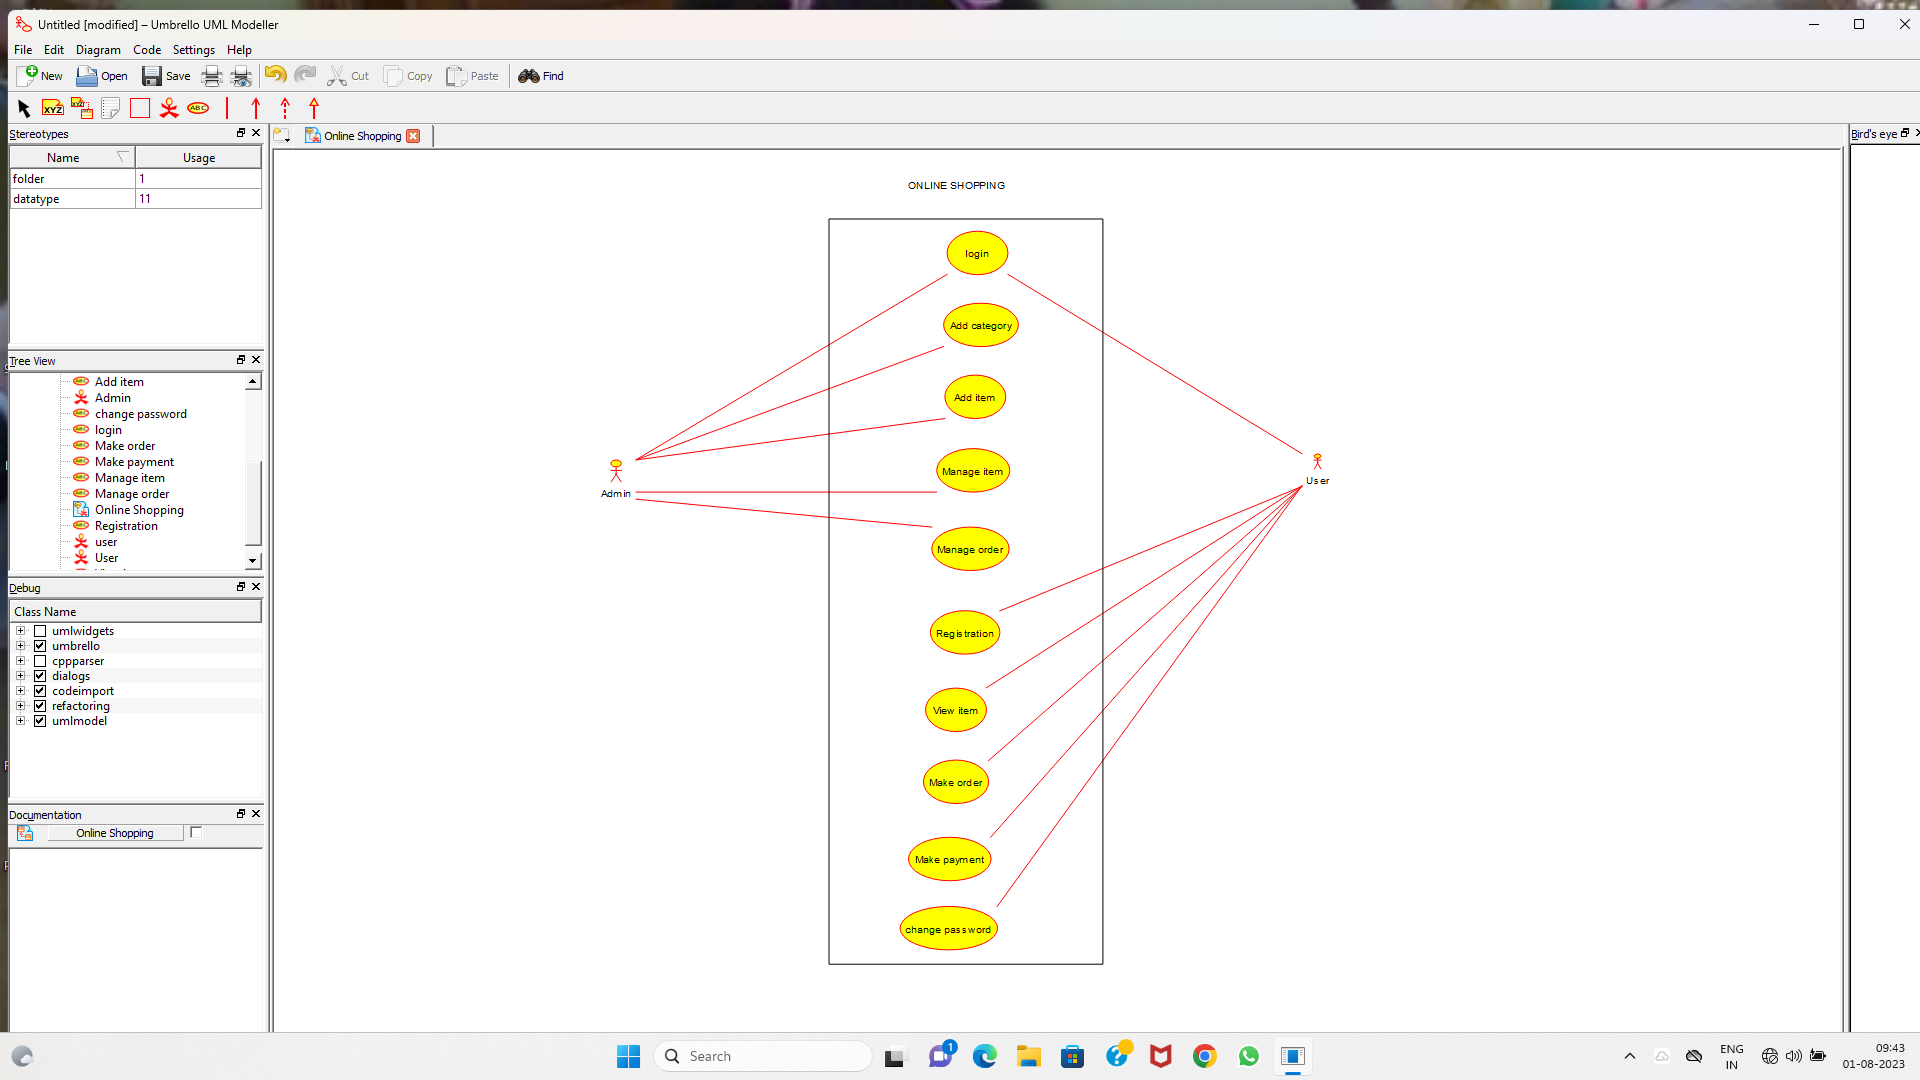 Untitled [modified] – Umbrello UML Modeller
File Edit Diagram Code Settings Help
New Open Save Cut Copy Paste Find
XYZ XYZ ABC
Stereotypes
Name Usage
folder 1
datatype 11
Tree View
Add item
Admin
change password
login
Make order
Make payment
Manage item
Manage order
Online Shopping
Registration
user
User
Debug
Class Name
umlwidgets
umbrello
cppparser
dialogs
codeimport
refactoring
umlmodel
Documentation
Online Shopping
Online Shopping
ONLINE SHOPPING
login
Add category
Add item
Manage item
Manage order
Registration
View item
Make order
Make payment
change password
Admin
User
Bird's eye
Search
1
ENG
IN
09:43
01-08-2023